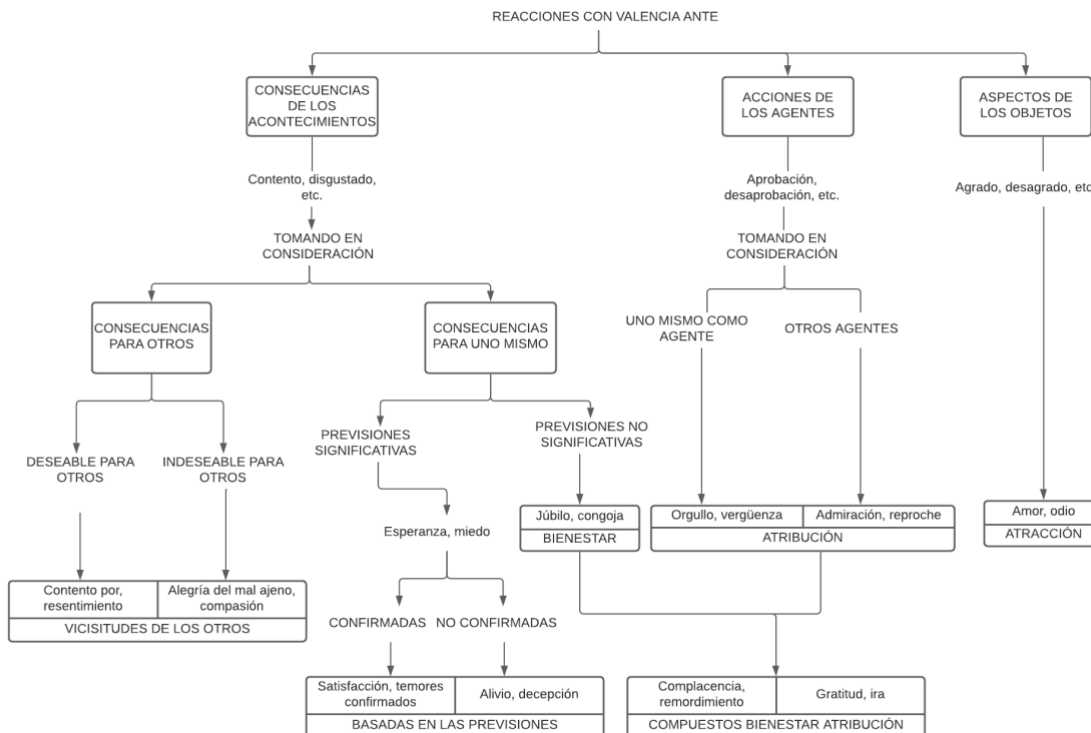 REACCIONES CON VALENCIA ANTE
CONSECUENCIAS
DE LOS
ACONTECIMIENTOS
ACCIONES DE
LOS AGENTES
ASPECTOS DE
LOS OBJETOS
Contento, disgustado,
etc.
Aprobación,
desaprobación, etc.
Agrado, desagrado, etc
TOMANDO EN
CONSIDERACIÓN
TOMANDO EN
CONSIDERACIÓN
CONSECUENCIAS
PARA OTROS
CONSECUENCIAS
PARA UNO MISMO
UNO MISMO COMO
AGENTE
OTROS AGENTES
DESEABLE PARA
OTROS
INDESEABLE PARA
OTROS
PREVISIONES
SIGNIFICATIVAS
PREVISIONES NO
SIGNIFICATIVAS
Esperanza, miedo
Júbilo, congoja
BIENESTAR
Orgullo, vergüenza
Admiración, reproche
ATRIBUCIÓN
Amor, odio
ATRACCIÓN
Contento por,
resentimiento
Alegría del mal ajeno,
compasión
VICISITUDES DE LOS OTROS
CONFIRMADAS
NO CONFIRMADAS
Satisfacción, temores
confirmados
Alivio, decepción
BASADAS EN LAS PREVISIONES
Complacencia,
remordimiento
Gratitud, ira
COMPUESTOS BIENESTAR ATRIBUCIÓN